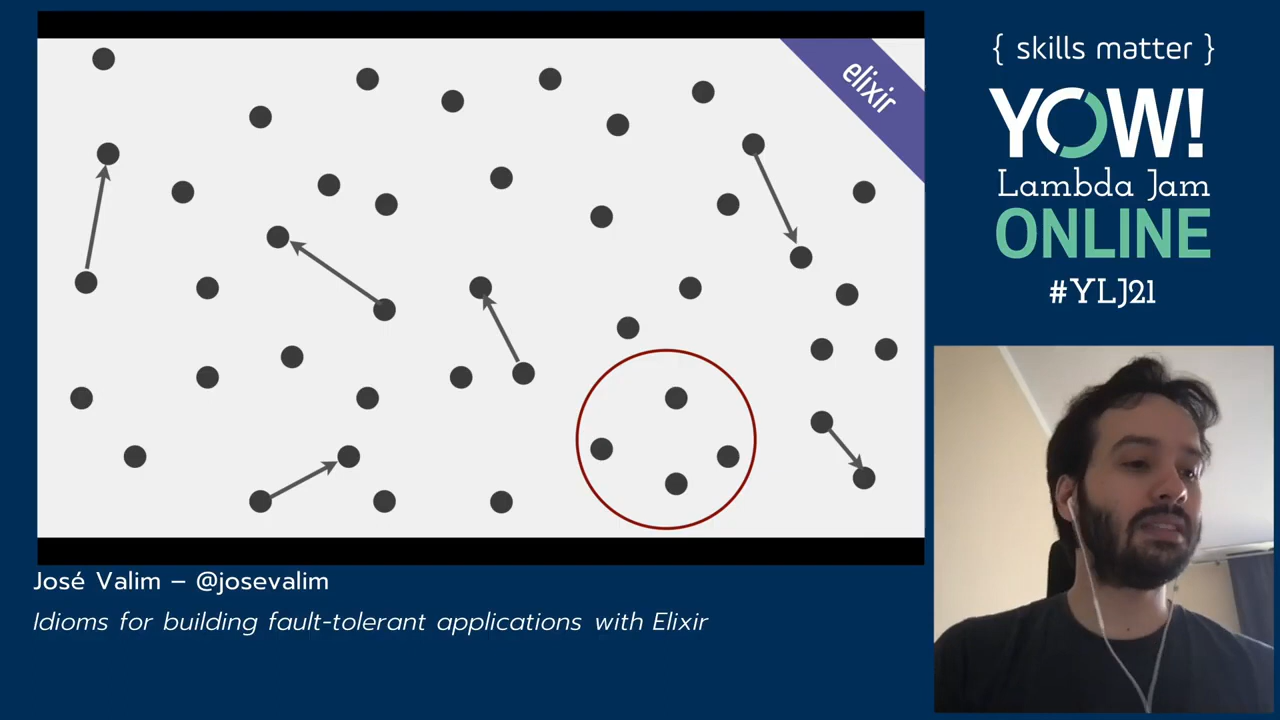 elixir
{ skills matter }
YOW!
Lambda Jam
ONLINE
#YLJ21
José Valim – @josevalim
Idioms for building fault-tolerant applications with Elixir